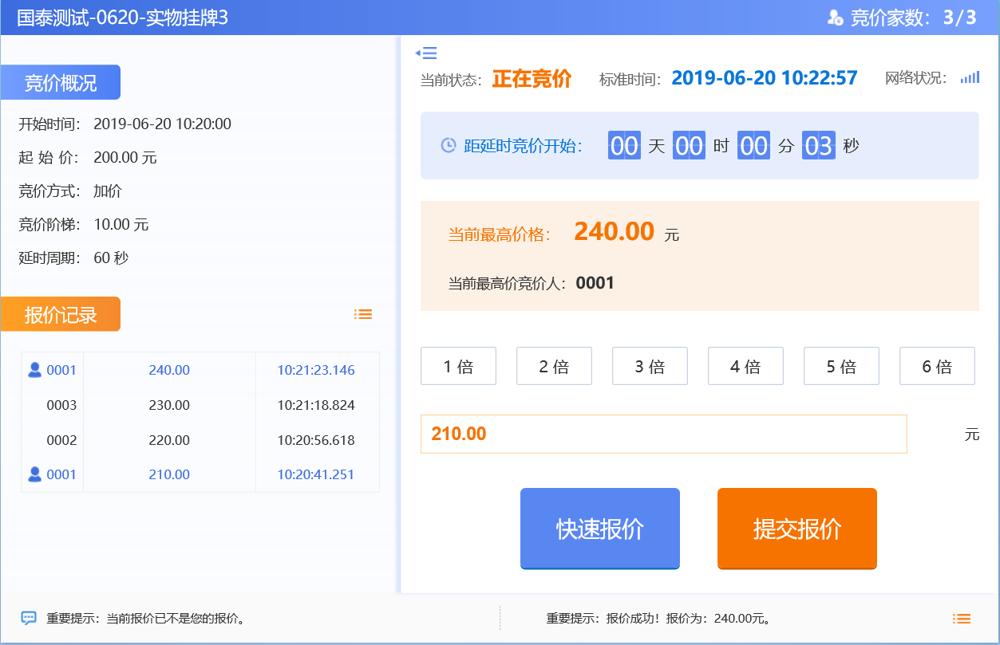 国泰测试-0620-实物挂牌3
竞价家数： 3/3
竞价概况
开始时间： 2019-06-20 10:20:00
起 始 价： 200.00 元
竞价方式： 加价
竞价阶梯： 10.00 元
延时周期： 60 秒
报价记录
0001 240.00 10:21:23.146
0003 230.00 10:21:18.824
0002 220.00 10:20:56.618
0001 210.00 10:20:41.251
当前状态： 正在竞价 标准时间： 2019-06-20 10:22:57 网络状况：
距延时竞价开始： 00 天 00 时 00 分 03 秒
当前最高价格： 240.00 元
当前最高价竞价人： 0001
1 倍 2 倍 3 倍 4 倍 5 倍 6 倍
210.00 元
快速报价 提交报价
重要提示：当前报价已不是您的报价。
重要提示：报价成功！报价为：240.00元。